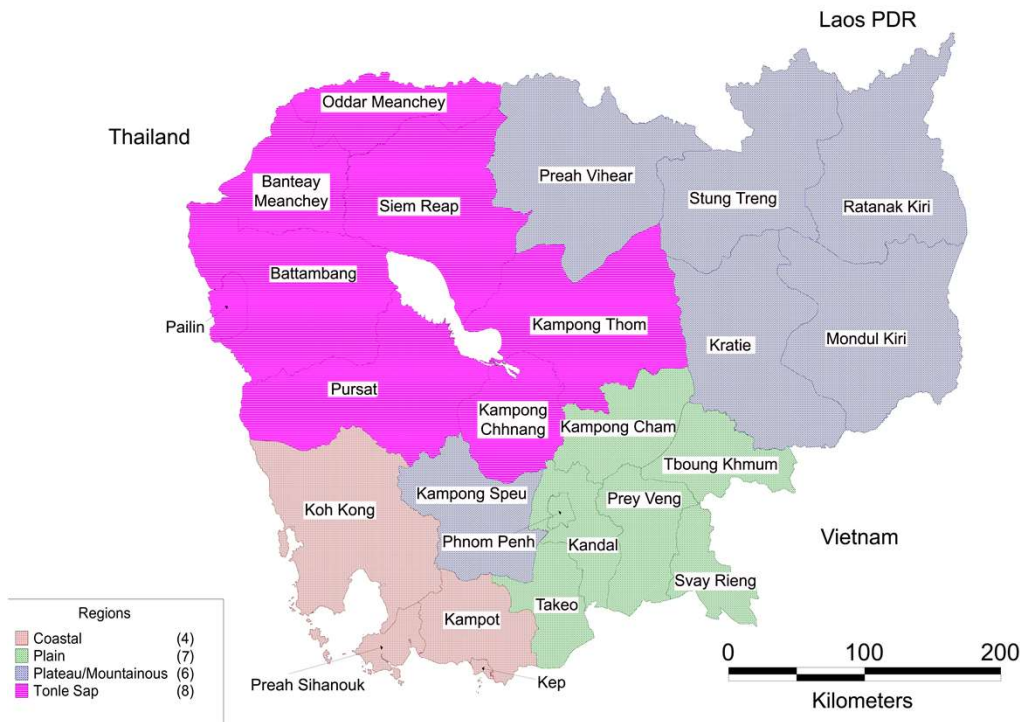 Laos PDR
Thailand
Oddar Meanchey
Preah Vihear
Banteay
Meanchey
Siem Reap
Stung Treng
Ratanak Kiri
Battambang
Pailin
Kampong Thom
Kratie
Mondul Kiri
Pursat
Kampong
Chhnang
Kampong Cham
Tboung Khmum
Kampong Speu
Prey Veng
Koh Kong
Phnom Penh
Kandal
Vietnam
Svay Rieng
Takeo
Kampot
Preah Sihanouk
Kep
Regions
Coastal (4)
Plain (7)
Plateau/Mountainous (6)
Tonle Sap (8)
0 100 200
Kilometers